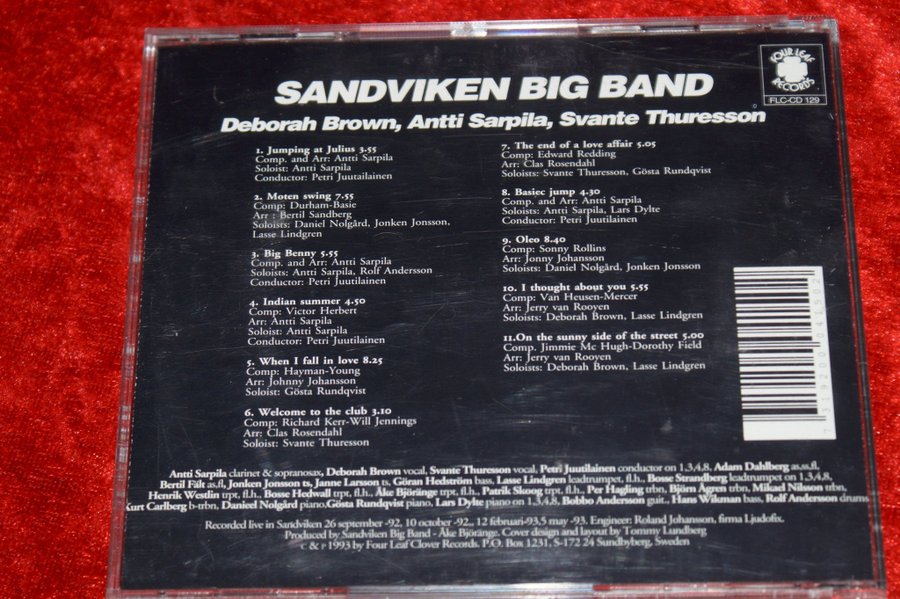 SANDVIKEN BIG BAND
FOUR LEAF
RECORDS
FLC-CD 129
Deborah Brown, Antti Sarpila, Svante Thuresson
1. Jumping at Julius 3.55
Comp. and Arr: Antti Sarpila
Soloist: Antti Sarpila
Conductor: Petri Juutailainen
2. Moten swing 7.55
Comp: Durham-Basie
Arr : Bertil Sandberg
Soloists: Daniel Nolgård, Jonken Jonsson,
Lasse Lindgren
3. Big Benny 5.55
Comp. and Arr: Antti Sarpila
Soloists: Antti Sarpila, Rolf Andersson
Conductor: Petri Juutilainen
4. Indian summer 4.50
Comp: Victor Herbert
Arr: Antti Sarpila
Soloist: Antti Sarpila
Conductor: Petri Juutilainen
5. When I fall in love 8.25
Comp: Hayman-Young
Arr: Johnny Johansson
Soloist: Gösta Rundqvist
6. Welcome to the club 3.10
Comp: Richard Kerr-Will Jennings
Arr: Clas Rosendahl
Soloist: Svante Thuresson
7. The end of a love affair 5.05
Comp: Edward Redding
Arr: Clas Rosendahl
Soloists: Svante Thuresson, Gösta Rundqvist
8. Basiec jump 4.30
Comp. and Arr: Antti Sarpila
Soloists: Antti Sarpila, Lars Dylte
Conductor: Petri Juutilainen
9. Oleo 8.40
Comp: Sonny Rollins
Arr: Jonny Johansson
Soloists: Daniel Nolgård, Jonken Jonsson
10. I thought about you 5.55
Comp: Van Heusen-Mercer
Arr: Jerry van Rooyen
Soloists: Deborah Brown, Lasse Lindgren
11.On the sunny side of the street 5.00
Comp. Jimmie Mc Hugh-Dorothy Field
Arr: Jerry van Rooyen
Soloists: Deborah Brown, Lasse Lindgren
7 319200 041502
Antti Sarpila clarinet & sopranosax, Deborah Brown vocal, Svante Thuresson vocal, Petri Juutilainen conductor on 1,3,4,8, Adam Dahlberg as,ss,fl,
Bertil Fält as,fl, Jonken Jonsson ts, Janne Larsson ts, Göran Hedström bass, Lasse Lindgren leadtrumpet, fl.h., Bosse Strandberg leadtrumpet on 1,3,4,8,
Henrik Westlin trpt, fl.h., Bosse Hedwall trpt, fl.h., Åke Björänge trpt, fl.h., Patrik Skoog trpt, fl.h., Per Hagling trbn, Björn Ågren trbn, Mikael Nilsson trbn,
Kurt Carlberg b-trbn, Danieel Nolgård piano,Gösta Rundqvist piano, Lars Dylte piano on 1,3,4,8, Bobbo Andersson guit., Hans Wikman bass, Rolf Andersson drums
Recorded live in Sandviken 26 september -92, 10 october -92., 12 februari-93,5 may -93. Engineer: Roland Johansson, firma Ljudofix.
Produced by Sandviken Big Band - Åke Björänge. Cover design and layout by Tommy Lundberg
c & p 1993 by Four Leaf Clover Records. P.O. Box 1231, S-172 24 Sundbyberg, Sweden